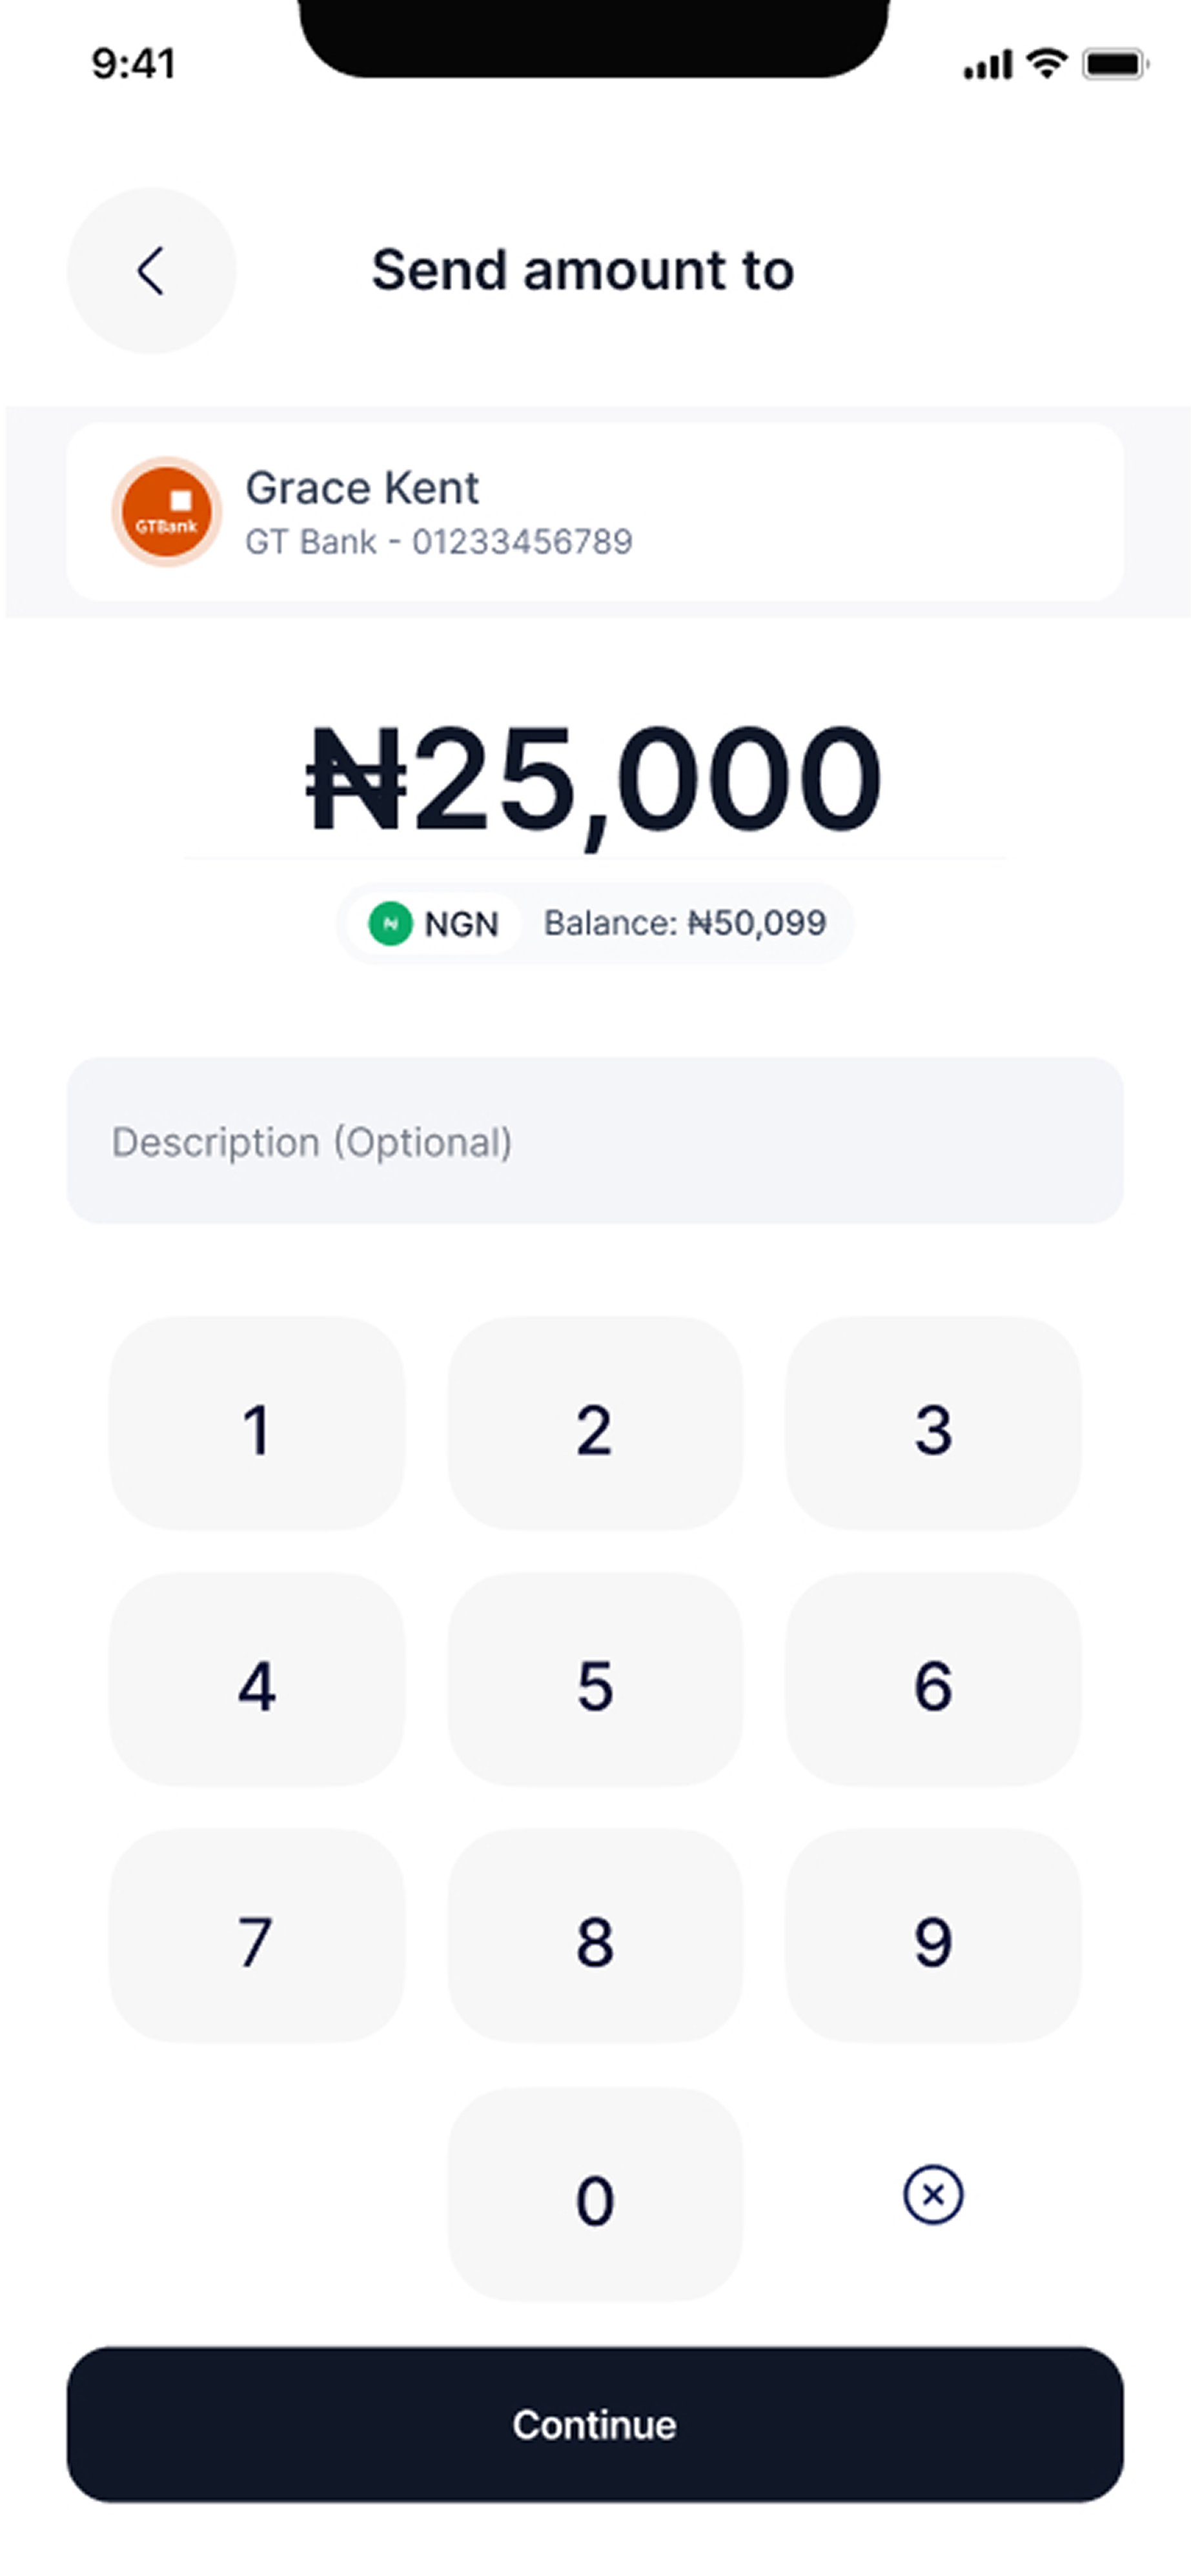 9:41
Send amount to
Grace Kent
GTBank
GT Bank - 01233456789
₦25,000
₦ NGN Balance: ₦50,099
Description (Optional)
1 2 3
4 5 6
7 8 9
0
Continue